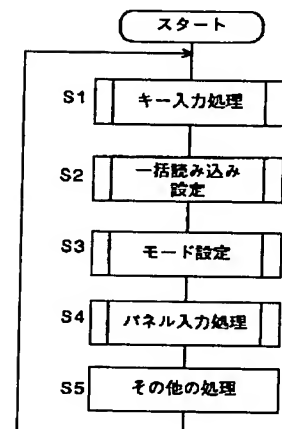 スタート
S1 キー入力処理
S2 一括読み込み
設定
S3 モード設定
S4 パネル入力処理
S5 その他の処理